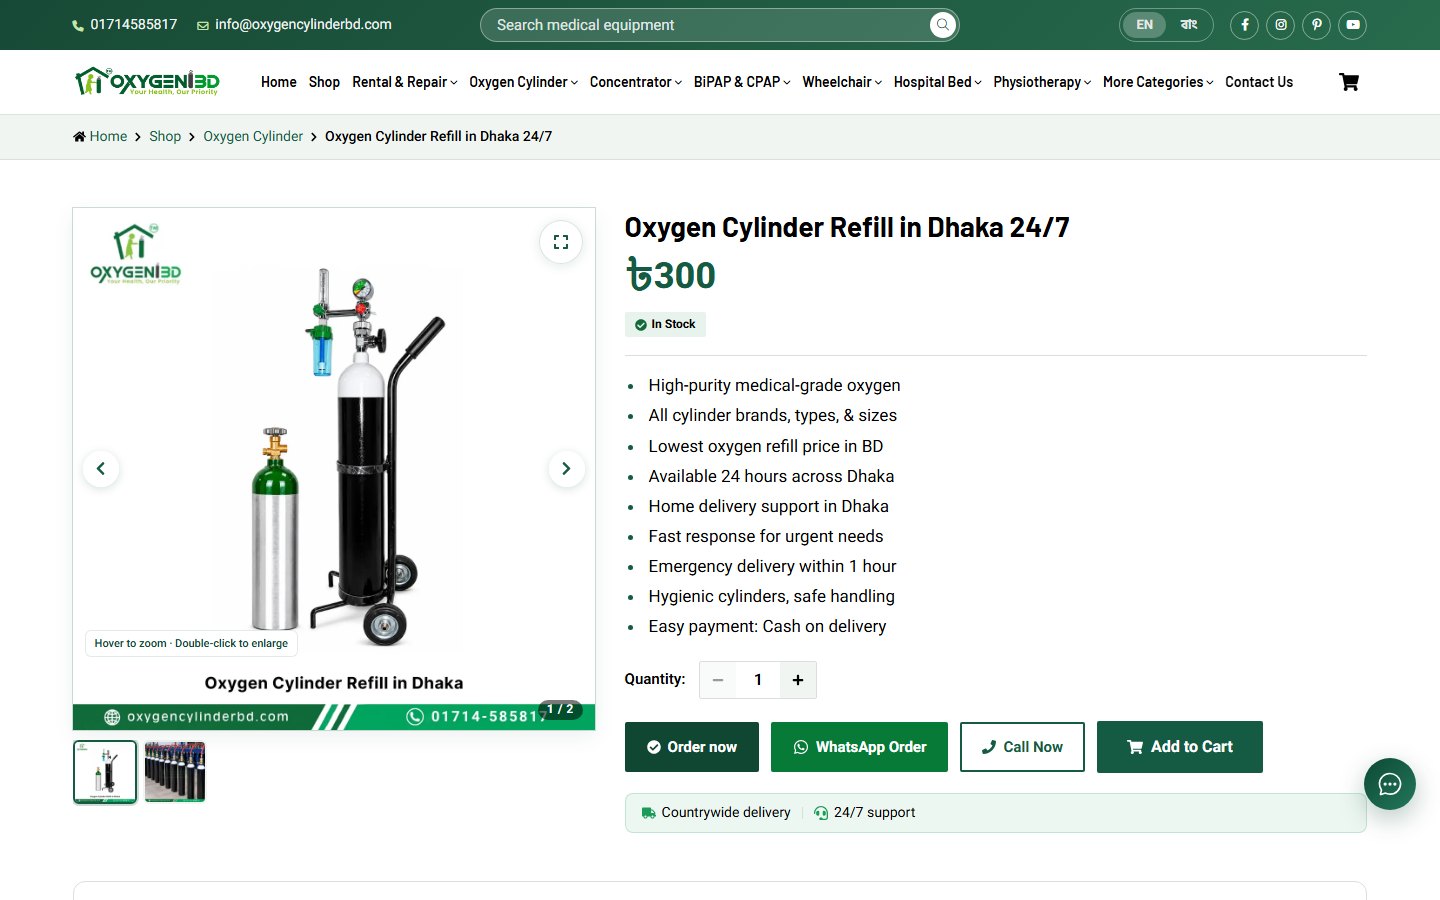 01714585817
info@oxygencylinderbd.com
Search medical equipment
EN
বাং
OXYGENBD
Your Health, Our Priority
Home
Shop
Rental & Repair
Oxygen Cylinder
Concentrator
BiPAP & CPAP
Wheelchair
Hospital Bed
Physiotherapy
More Categories
Contact Us
Home > Shop > Oxygen Cylinder > Oxygen Cylinder Refill in Dhaka 24/7
OXYGENBD
Your Health, Our Priority
Hover to zoom · Double-click to enlarge
Oxygen Cylinder Refill in Dhaka
oxygencylinderbd.com
01714-585817
1 / 2
Oxygen Cylinder Refill in Dhaka 24/7
৳300
In Stock
• High-purity medical-grade oxygen
• All cylinder brands, types, & sizes
• Lowest oxygen refill price in BD
• Available 24 hours across Dhaka
• Home delivery support in Dhaka
• Fast response for urgent needs
• Emergency delivery within 1 hour
• Hygienic cylinders, safe handling
• Easy payment: Cash on delivery
Quantity:
− 1 +
Order now
WhatsApp Order
Call Now
Add to Cart
Countrywide delivery
24/7 support